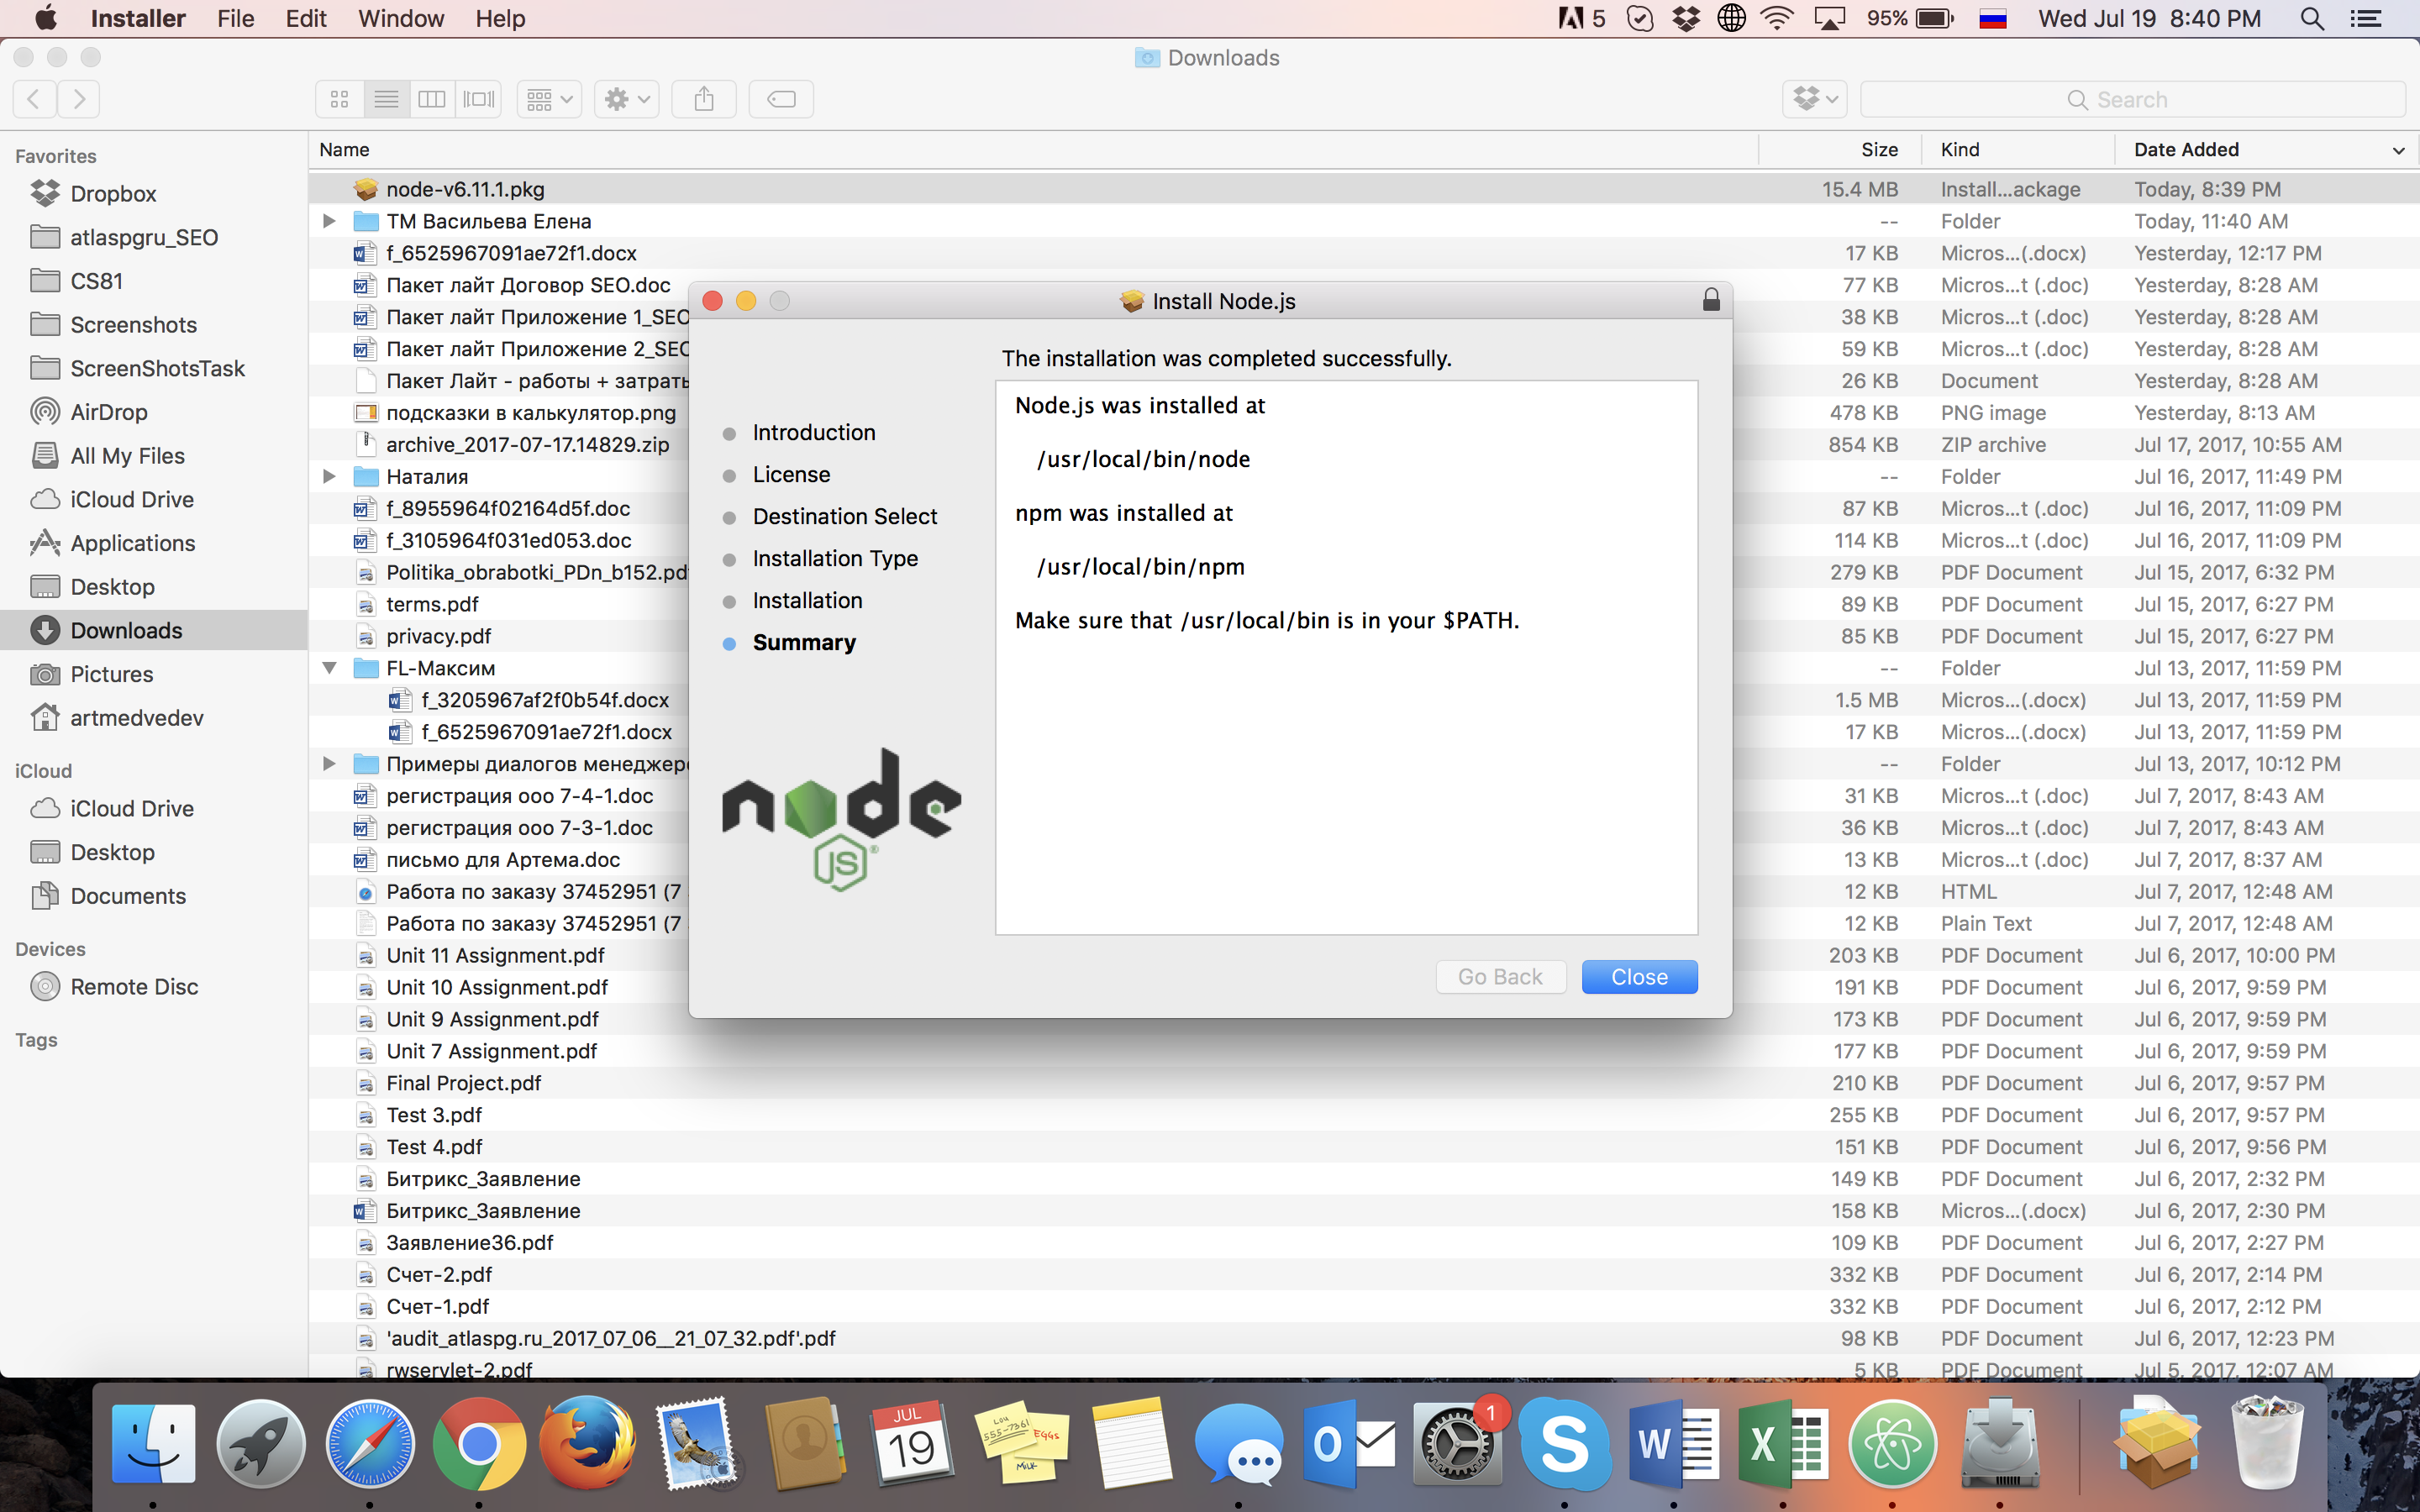 Installer File Edit Window Help 5 95% Wed Jul 19 8:40 PM
Downloads
Search
Favorites
Dropbox
atlaspgru_SEO
CS81
Screenshots
ScreenShotsTask
AirDrop
All My Files
iCloud Drive
Applications
Desktop
Downloads
Pictures
artmedvedev
iCloud
iCloud Drive
Desktop
Documents
Devices
Remote Disc
Tags
Name Size Kind Date Added
node-v6.11.1.pkg 15.4 MB Install...ackage Today, 8:39 PM
ТМ Васильева Елена -- Folder Today, 11:40 AM
f_6525967091ae72f1.docx 17 KB Micros...(.docx) Yesterday, 12:17 PM
Пакет лайт Договор SEO.doc 77 KB Micros...t (.doc) Yesterday, 8:28 AM
Пакет лайт Приложение 1_SEO 38 KB Micros...t (.doc) Yesterday, 8:28 AM
Пакет лайт Приложение 2_SEO 59 KB Micros...t (.doc) Yesterday, 8:28 AM
Пакет Лайт - работы + затраты 26 KB Document Yesterday, 8:28 AM
подсказки в калькулятор.png 478 KB PNG image Yesterday, 8:13 AM
archive_2017-07-17.14829.zip 854 KB ZIP archive Jul 17, 2017, 10:55 AM
Наталия -- Folder Jul 16, 2017, 11:49 PM
f_8955964f02164d5f.doc 87 KB Micros...t (.doc) Jul 16, 2017, 11:09 PM
f_3105964f031ed053.doc 114 KB Micros...t (.doc) Jul 16, 2017, 11:09 PM
Politika_obrabotki_PDn_b152.pdf 279 KB PDF Document Jul 15, 2017, 6:32 PM
terms.pdf 89 KB PDF Document Jul 15, 2017, 6:27 PM
privacy.pdf 85 KB PDF Document Jul 15, 2017, 6:27 PM
FL-Максим -- Folder Jul 13, 2017, 11:59 PM
f_3205967af2f0b54f.docx 1.5 MB Micros...(.docx) Jul 13, 2017, 11:59 PM
f_6525967091ae72f1.docx 17 KB Micros...(.docx) Jul 13, 2017, 11:59 PM
Примеры диалогов менеджеро -- Folder Jul 13, 2017, 10:12 PM
регистрация ооо 7-4-1.doc 31 KB Micros...t (.doc) Jul 7, 2017, 8:43 AM
регистрация ооо 7-3-1.doc 36 KB Micros...t (.doc) Jul 7, 2017, 8:43 AM
письмо для Артема.doc 13 KB Micros...t (.doc) Jul 7, 2017, 8:37 AM
Работа по заказу 37452951 (7 12 KB HTML Jul 7, 2017, 12:48 AM
Работа по заказу 37452951 (7 12 KB Plain Text Jul 7, 2017, 12:48 AM
Unit 11 Assignment.pdf 203 KB PDF Document Jul 6, 2017, 10:00 PM
Unit 10 Assignment.pdf 191 KB PDF Document Jul 6, 2017, 9:59 PM
Unit 9 Assignment.pdf 173 KB PDF Document Jul 6, 2017, 9:59 PM
Unit 7 Assignment.pdf 177 KB PDF Document Jul 6, 2017, 9:59 PM
Final Project.pdf 210 KB PDF Document Jul 6, 2017, 9:57 PM
Test 3.pdf 255 KB PDF Document Jul 6, 2017, 9:57 PM
Test 4.pdf 151 KB PDF Document Jul 6, 2017, 9:56 PM
Битрикс_Заявление 149 KB PDF Document Jul 6, 2017, 2:32 PM
Битрикс_Заявление 158 KB Micros...(.docx) Jul 6, 2017, 2:30 PM
Заявление36.pdf 109 KB PDF Document Jul 6, 2017, 2:27 PM
Счет-2.pdf 332 KB PDF Document Jul 6, 2017, 2:14 PM
Счет-1.pdf 332 KB PDF Document Jul 6, 2017, 2:12 PM
'audit_atlaspg.ru_2017_07_06__21_07_32.pdf'.pdf 98 KB PDF Document Jul 6, 2017, 12:23 PM
rwservlet-2.pdf 5 KB PDF Document Jul 5, 2017, 12:07 AM
Install Node.js
The installation was completed successfully.
Introduction
License
Destination Select
Installation Type
Installation
Summary
Node.js was installed at
/usr/local/bin/node
npm was installed at
/usr/local/bin/npm
Make sure that /usr/local/bin is in your $PATH.
node
JS®
Go Back Close
JUL
19
Lou
555-7361
EGGS
MILK
O
1
S
W
X